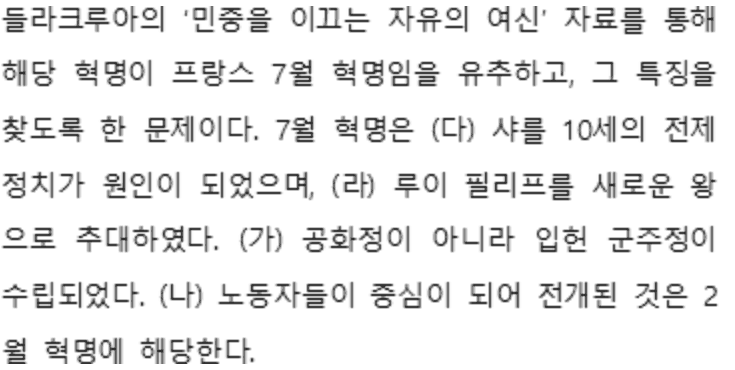 들라크루아의 ‘민중을 이끄는 자유의 여신’ 자료를 통해
해당 혁명이 프랑스 7월 혁명임을 유추하고, 그 특징을
찾도록 한 문제이다. 7월 혁명은 (다) 샤를 10세의 전제
정치가 원인이 되었으며, (라) 루이 필리프를 새로운 왕
으로 추대하였다. (가) 공화정이 아니라 입헌 군주정이
수립되었다. (나) 노동자들이 중심이 되어 전개된 것은 2
월 혁명에 해당한다.